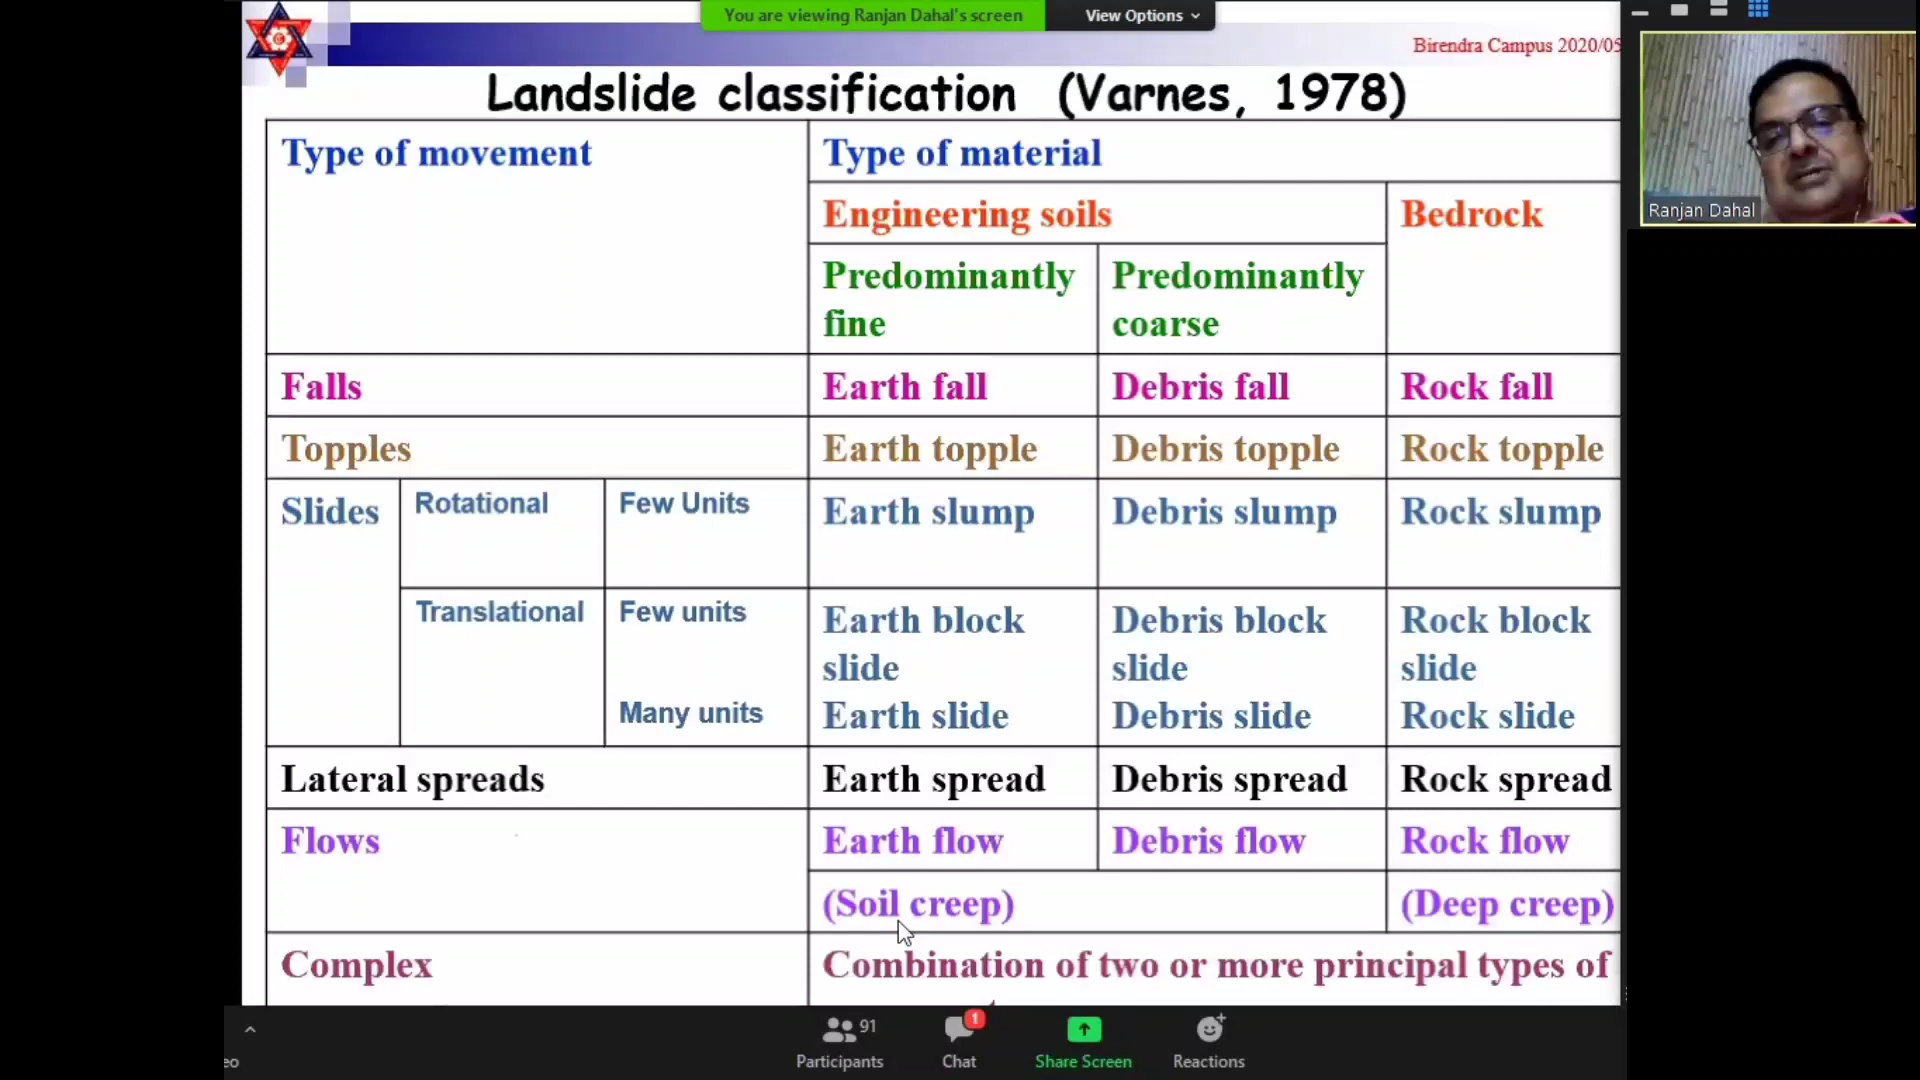 You are viewing Ranjan Dahal's screen
View Options
Birendra Campus 2020/05
Landslide classification (Varnes, 1978)
Type of movement
Type of material
Engineering soils
Bedrock
Predominantly
fine
Predominantly
coarse
Falls
Earth fall
Debris fall
Rock fall
Topples
Earth topple
Debris topple
Rock topple
Slides
Rotational
Few Units
Earth slump
Debris slump
Rock slump
Translational
Few units
Earth block
slide
Debris block
slide
Rock block
slide
Many units
Earth slide
Debris slide
Rock slide
Lateral spreads
Earth spread
Debris spread
Rock spread
Flows
Earth flow
Debris flow
Rock flow
(Soil creep)
(Deep creep)
Complex
Combination of two or more principal types of
Ranjan Dahal
eo
91
Participants
1
Chat
Share Screen
Reactions